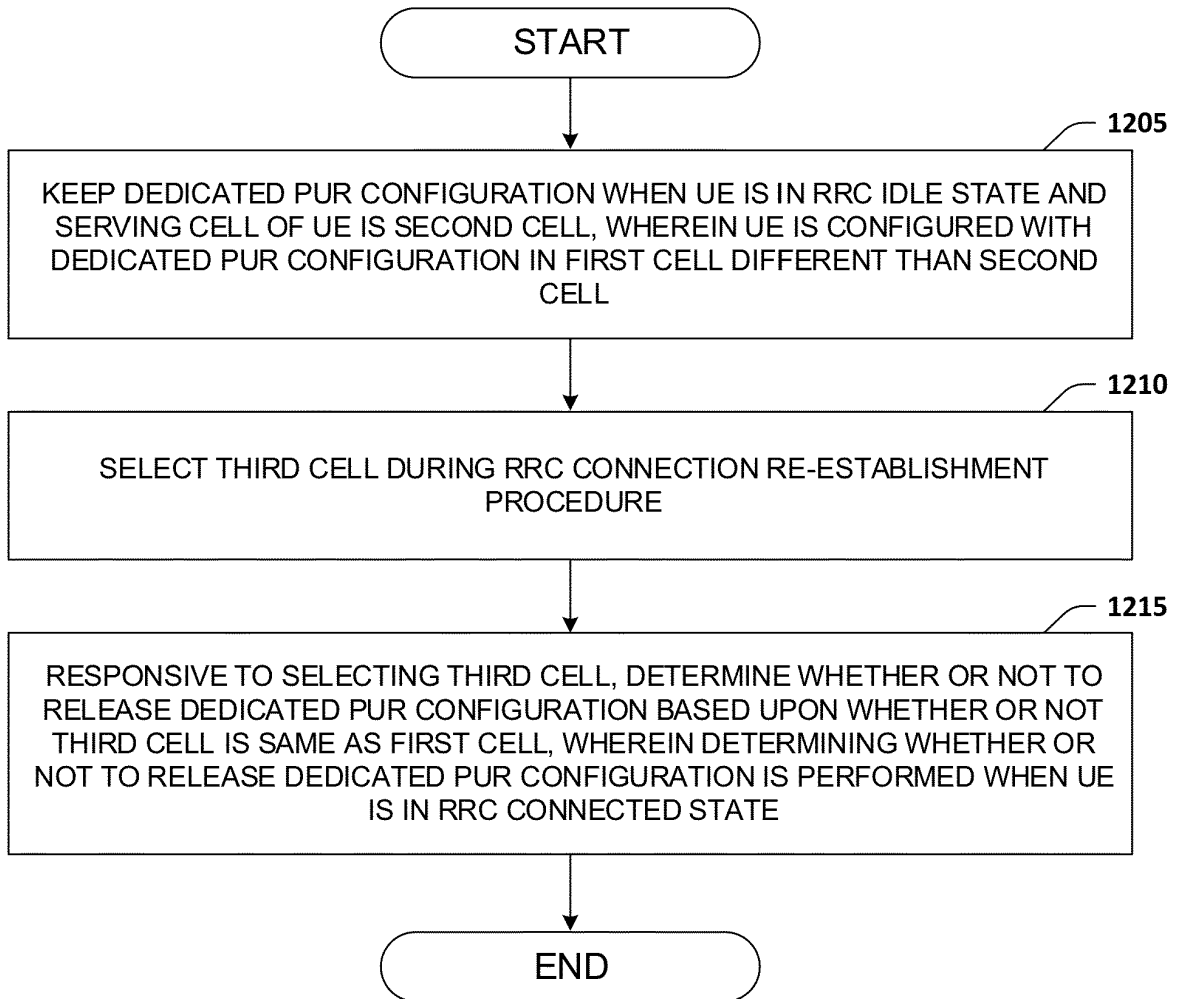 START
1205
KEEP DEDICATED PUR CONFIGURATION WHEN UE IS IN RRC IDLE STATE AND
SERVING CELL OF UE IS SECOND CELL, WHEREIN UE IS CONFIGURED WITH
DEDICATED PUR CONFIGURATION IN FIRST CELL DIFFERENT THAN SECOND
CELL
1210
SELECT THIRD CELL DURING RRC CONNECTION RE-ESTABLISHMENT
PROCEDURE
1215
RESPONSIVE TO SELECTING THIRD CELL, DETERMINE WHETHER OR NOT TO
RELEASE DEDICATED PUR CONFIGURATION BASED UPON WHETHER OR NOT
THIRD CELL IS SAME AS FIRST CELL, WHEREIN DETERMINING WHETHER OR
NOT TO RELEASE DEDICATED PUR CONFIGURATION IS PERFORMED WHEN UE
IS IN RRC CONNECTED STATE
END